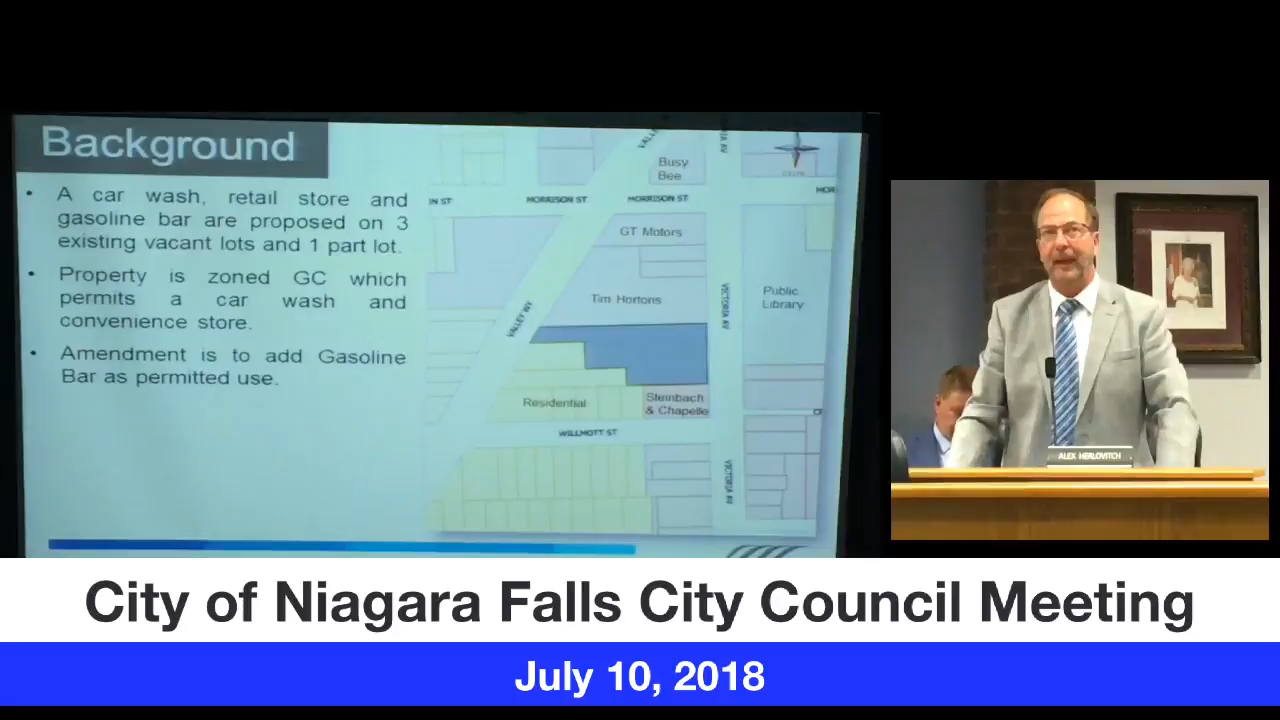 Background
• A car wash, retail store and
gasoline bar are proposed on 3
existing vacant lots and 1 part lot.
• Property is zoned GC which
permits a car wash and
convenience store.
• Amendment is to add Gasoline
Bar as permitted use.
Busy
Bee
IN ST
MORRISON ST
MORRISON ST
GT Motors
Tim Hortons
VALLEY WY
VICTORIA AV
Public
Library
Residential
Steinbach
& Chapelle
WILLMOTT ST
VICTORIA AV
ALEX HERLOVITCH
City of Niagara Falls City Council Meeting
July 10, 2018